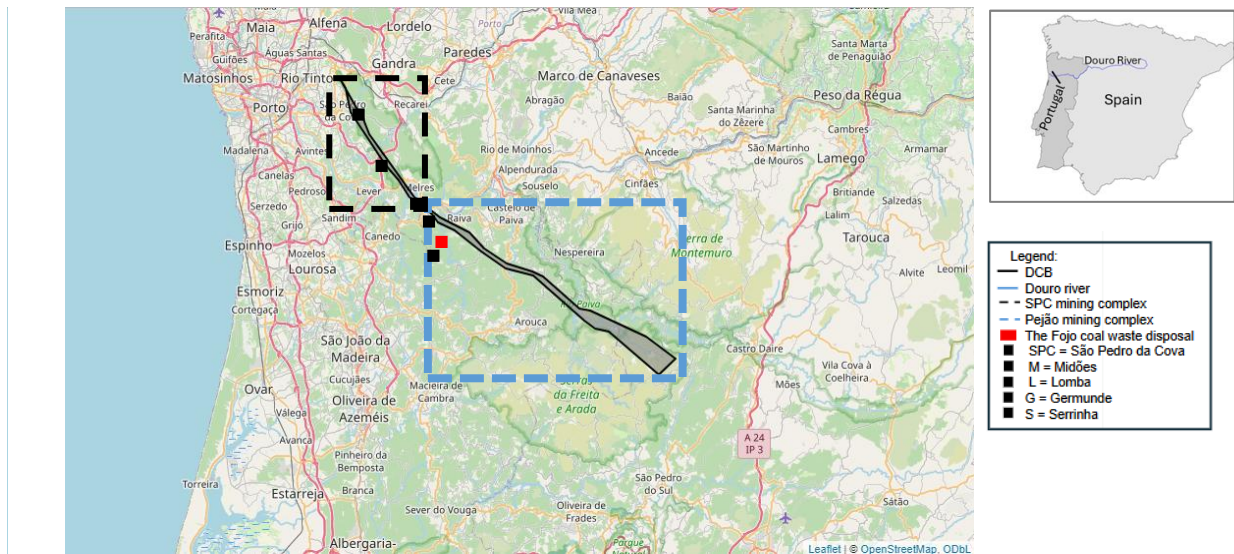 Maia
Alfena
Lordelo
Vila Meã
Perafita
Guifões
Águas Santas
Paredes
Santa Marta
de Penaguião
Matosinhos
Rio Tinto
Gandra
Cete
Marco de Canaveses
Porto
São Pedro
da Cova
Recarei
Abragão
Baião
Peso da Régua
Santa Marinha
do Zêzere
Cambres
Madalena
Avintes
Rio de Moinhos
Ancede
São Martinho
de Mouros
Armamar
Canelas
Alpendurada
Lamego
Pedroso
Lever
Melres
Souselo
Cinfães
Serzedo
Sandim
Castelo de
Paiva
Britiande
Salzedas
Grijó
Raiva
Lalim
Espinho
Canedo
Nespereira
Serra de
Montemuro
Tarouca
Mozelos
Lourosa
Alvite
Leomil
Esmoriz
Cortegaça
Rio Paiva
Arouca
São João da
Madeira
Castro Daire
Cucujães
Vila Cova à
Coelheira
Ovar
Macieira de
Cambra
Serras
da Freita
e Arada
Mões
Válega
Oliveira de
Azeméis
Avanca
A 24
IP 3
Pinheiro da
Bemposta
Torreira
Branca
São Pedro
do Sul
Estarreja
Sátão
Sever do Vouga
Oliveira de
Frades
Albergaria-
Parque
Leaflet | © OpenStreetMap, ODbL
Douro River
Portugal
Spain
Legend:
DCB
Douro river
SPC mining complex
Pejão mining complex
The Fojo coal waste disposal
SPC = São Pedro da Cova
M = Midões
L = Lomba
G = Germunde
S = Serrinha